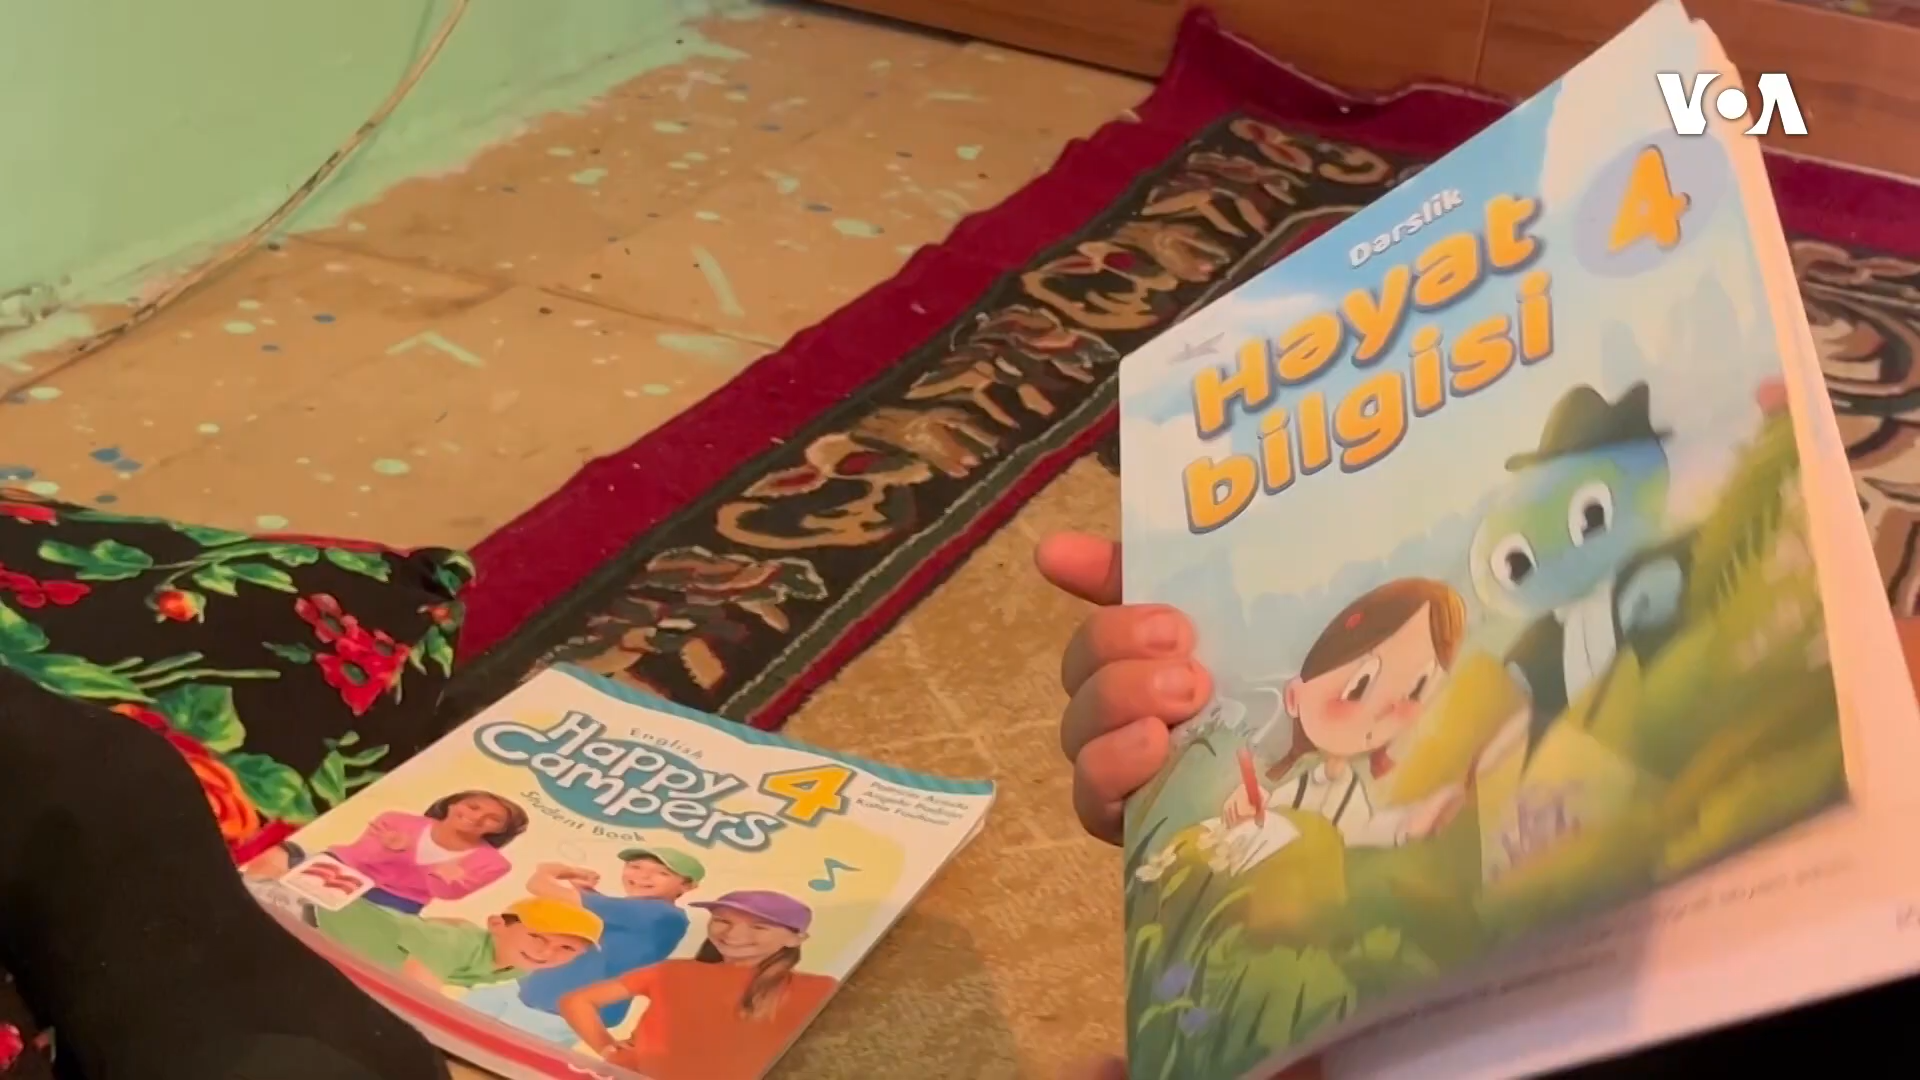 VOA
Dərslik
Həyat
bilgisi
4
English
Happy
Campers
4
Student Book